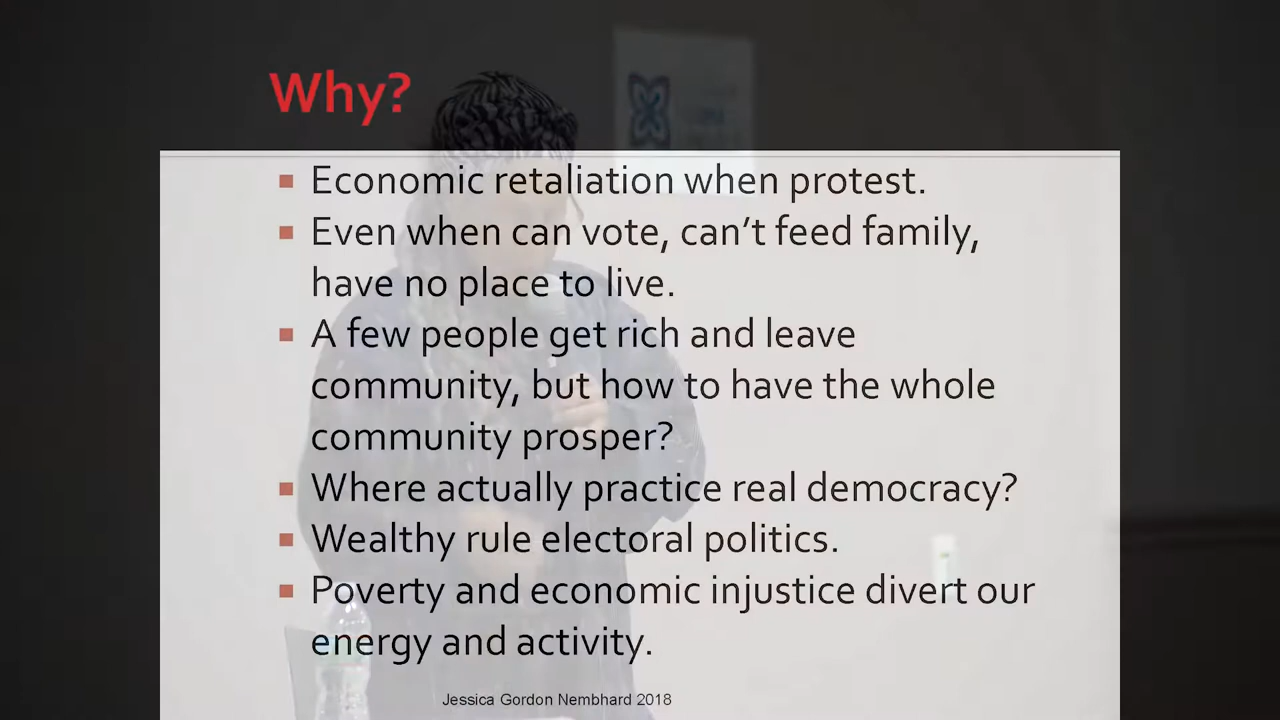 Why?
▪ Economic retaliation when protest.
▪ Even when can vote, can't feed family,
have no place to live.
▪ A few people get rich and leave
community, but how to have the whole
community prosper?
▪ Where actually practice real democracy?
▪ Wealthy rule electoral politics.
▪ Poverty and economic injustice divert our
energy and activity.
Jessica Gordon Nembhard 2018